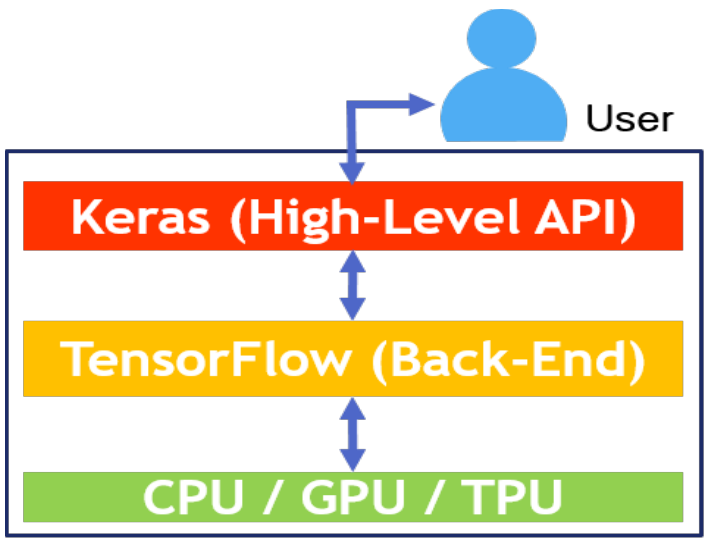 User
Keras (High-Level API)
TensorFlow (Back-End)
CPU / GPU / TPU